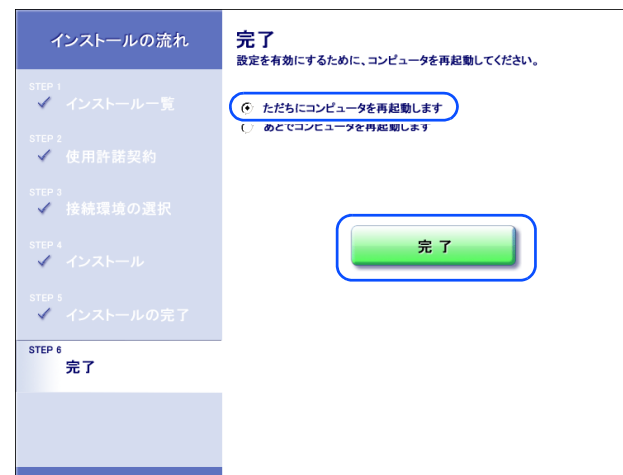 インストールの流れ
STEP 1
インストール一覧
STEP 2
使用許諾契約
STEP 3
接続環境の選択
STEP 4
インストール
STEP 5
インストールの完了
STEP 6
完了
完了
設定を有効にするために、コンピュータを再起動してください。
ただちにコンピュータを再起動します
あとでコンピュータを再起動します
完 了